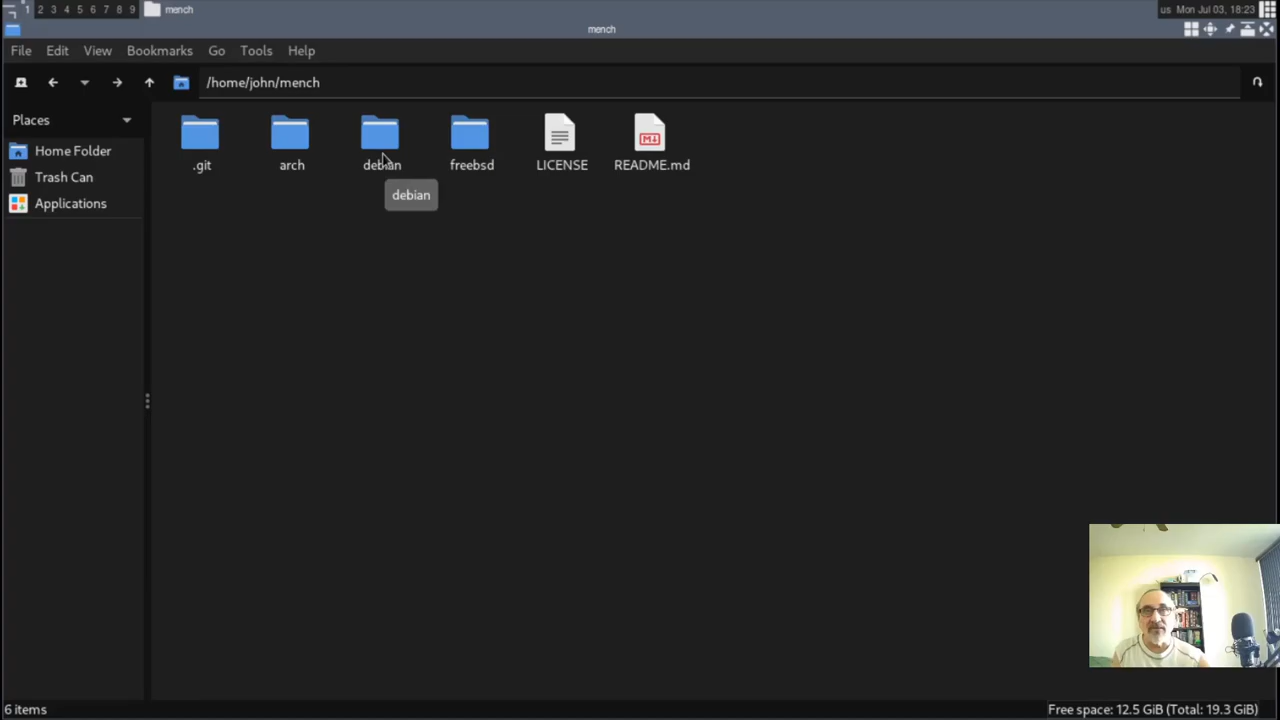 1 2 3 4 5 6 7 8 9 mench us Mon Jul 03, 18:23
mench
File Edit View Bookmarks Go Tools Help
/home/john/mench
Places
Home Folder
Trash Can
Applications
.git arch debian freebsd LICENSE README.md
debian
6 items Free space: 12.5 GiB (Total: 19.3 GiB)